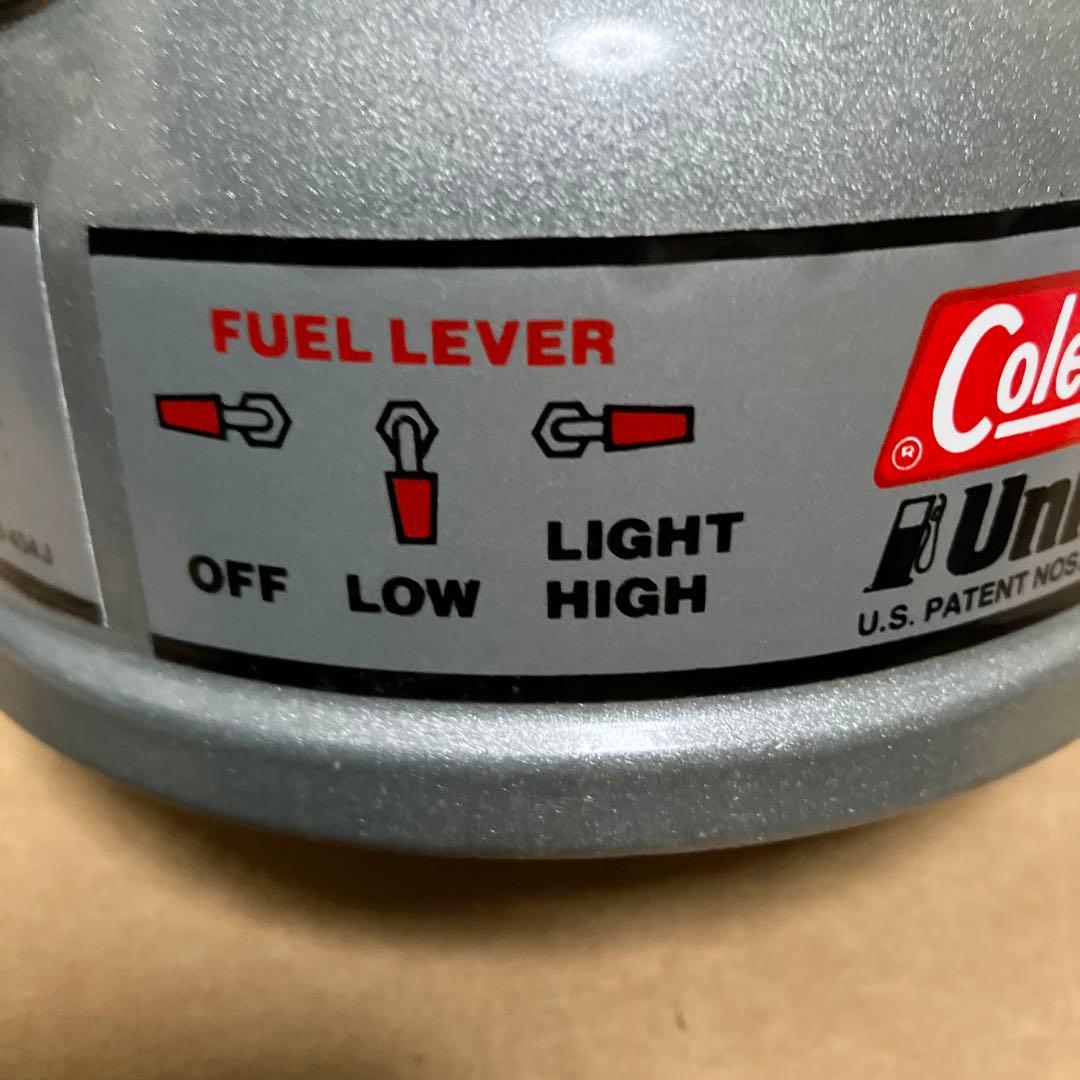 FUEL LEVER
OFF
LOW
LIGHT
HIGH
Cole
®
Un
U.S. PATENT NOS.